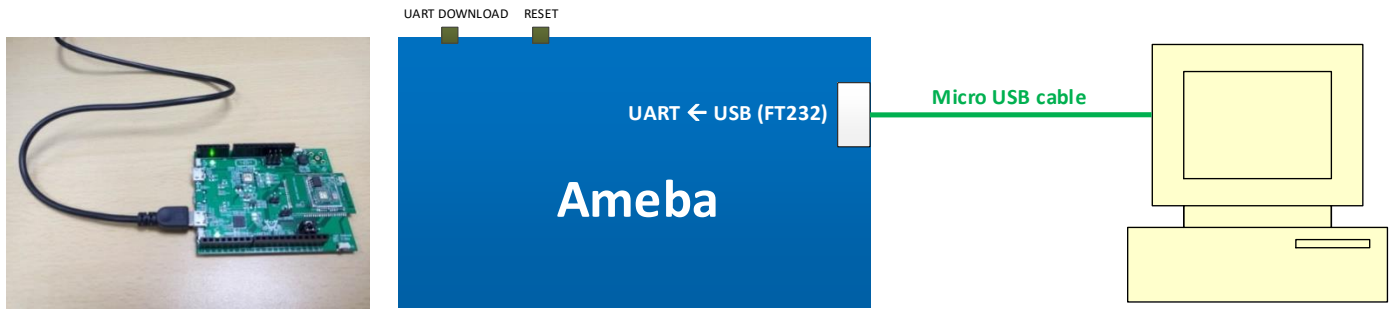 UART DOWNLOAD RESET
UART ← USB (FT232)
Micro USB cable
Ameba